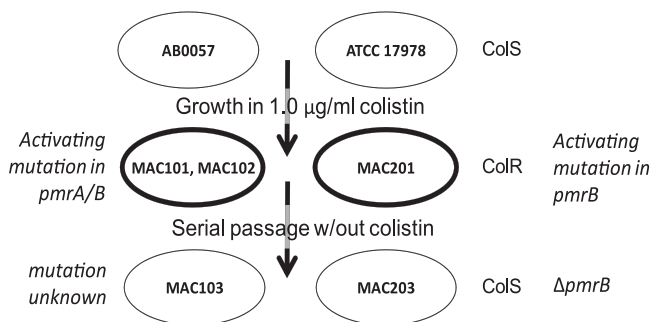 AB0057 ATCC 17978 ColS
Growth in 1.0 µg/ml colistin
Activating mutation in pmrA/B
MAC101, MAC102 MAC201 ColR
Activating mutation in pmrB
Serial passage w/out colistin
mutation unknown
MAC103 MAC203 ColS ΔpmrB